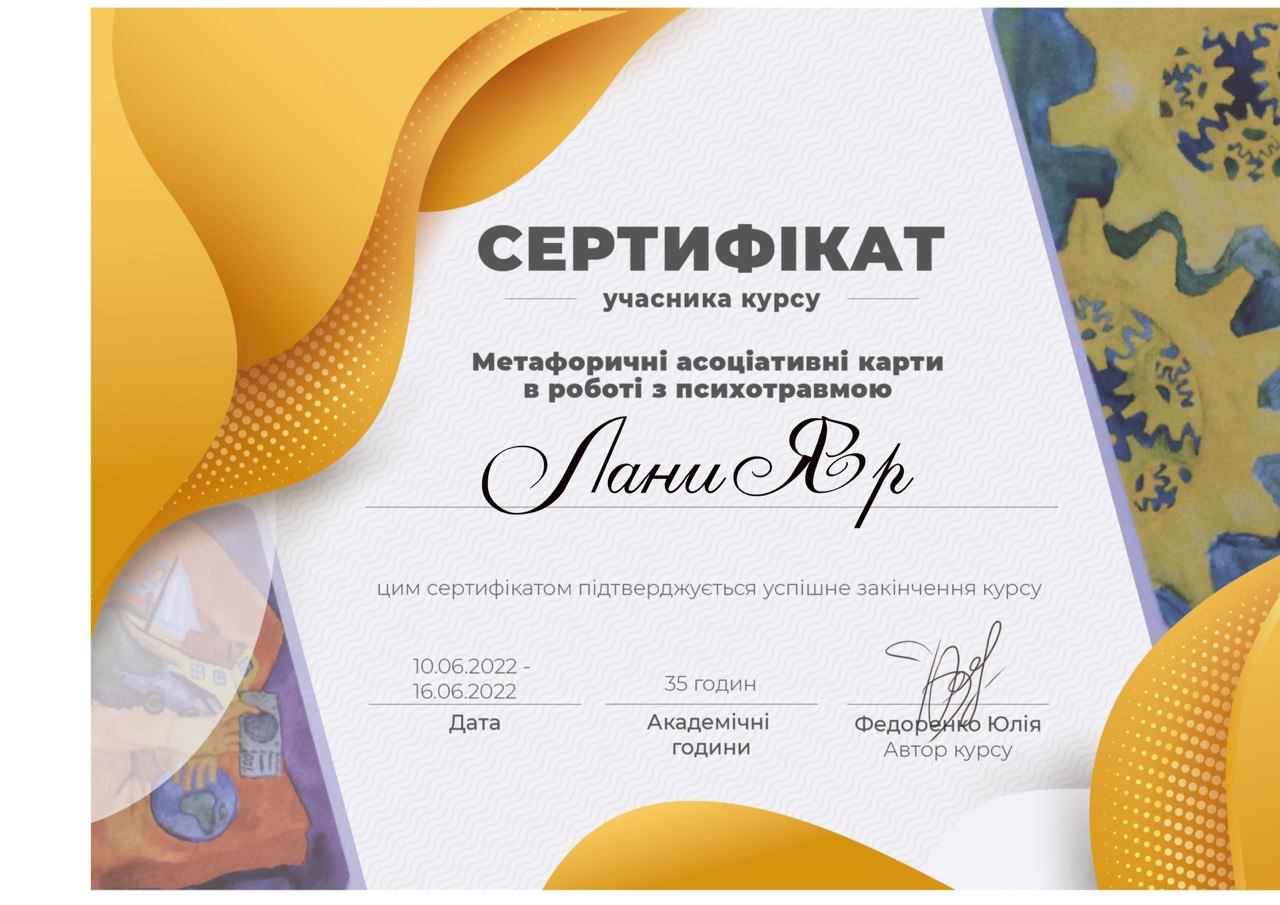 СЕРТИФІКАТ
учасника курсу
Метафоричні асоціативні карти
в роботі з психотравмою
Лани Яр
цим сертифікатом підтверджується успішне закінчення курсу
10.06.2022 -
16.06.2022
Дата
35 годин
Академічні
години
Федоренко Юлія
Автор курсу